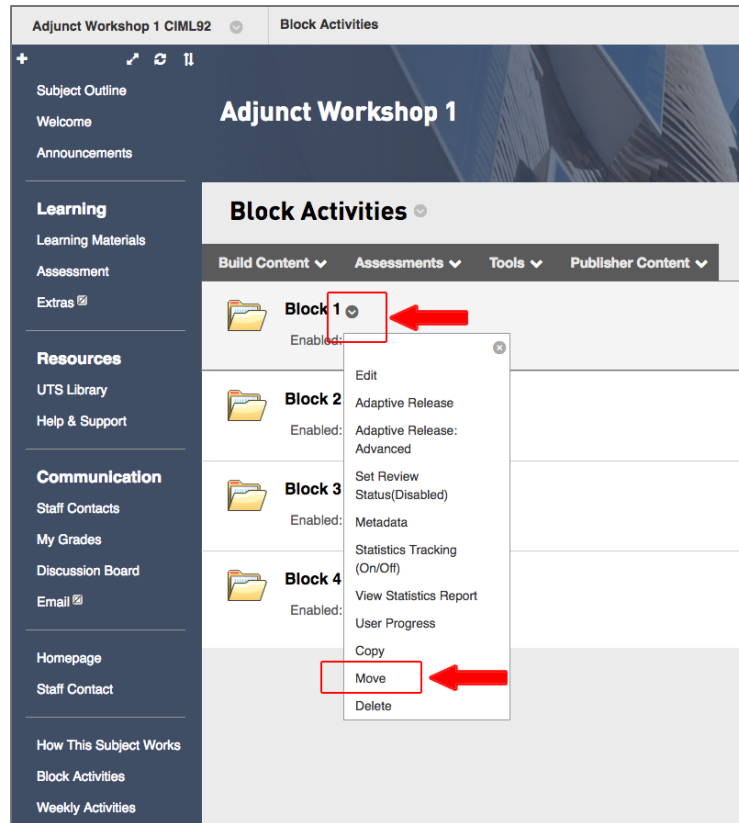 Adjunct Workshop 1 CIML92
Block Activities
Subject Outline
Welcome
Announcements
Learning
Learning Materials
Assessment
Extras
Resources
UTS Library
Help & Support
Communication
Staff Contacts
My Grades
Discussion Board
Email
Homepage
Staff Contact
How This Subject Works
Block Activities
Weekly Activities
Adjunct Workshop 1
Block Activities
Build Content
Assessments
Tools
Publisher Content
Block 1
Enabled:
Block 2
Enabled:
Block 3
Enabled:
Block 4
Enabled:
Edit
Adaptive Release
Adaptive Release:
Advanced
Set Review
Status(Disabled)
Metadata
Statistics Tracking
(On/Off)
View Statistics Report
User Progress
Copy
Move
Delete